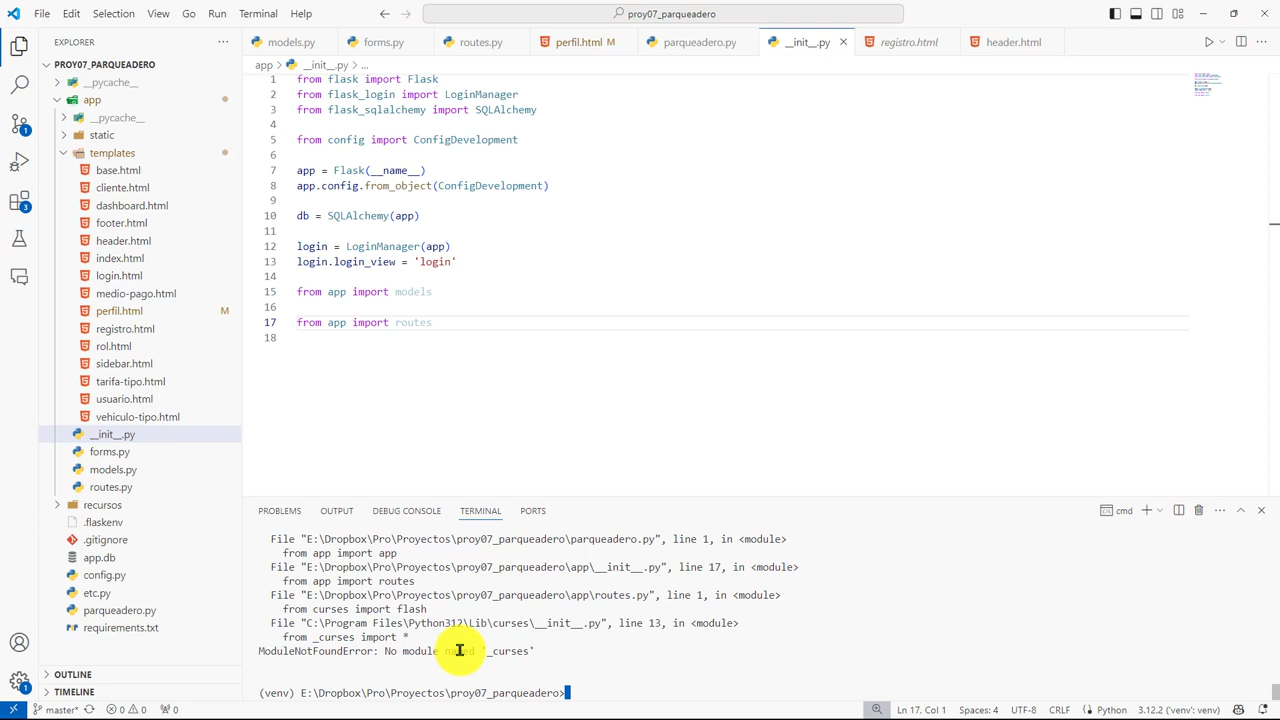 File Edit Selection View Go Run Terminal Help
proy07_parqueadero
EXPLORER
models.py forms.py routes.py perfil.html M parqueadero.py __init__.py registro.html header.html
PROY07_PARQUEADERO
app > __init__.py > ...
__pycache__
app
__pycache__
static
templates
base.html
cliente.html
dashboard.html
footer.html
header.html
index.html
login.html
medio-pago.html
perfil.html M
registro.html
rol.html
sidebar.html
tarifa-tipo.html
usuario.html
vehiculo-tipo.html
__init__.py
forms.py
models.py
routes.py
recursos
.flaskenv
.gitignore
app.db
config.py
etc.py
parqueadero.py
requirements.txt
OUTLINE
TIMELINE
1 from flask import Flask
2 from flask_login import LoginManager
3 from flask_sqlalchemy import SQLAlchemy
4
5 from config import ConfigDevelopment
6
7 app = Flask(__name__)
8 app.config.from_object(ConfigDevelopment)
9
10 db = SQLAlchemy(app)
11
12 login = LoginManager(app)
13 login.login_view = 'login'
14
15 from app import models
16
17 from app import routes
18
PROBLEMS OUTPUT DEBUG CONSOLE TERMINAL PORTS
cmd
File "E:\Dropbox\Pro\Proyectos\proy07_parqueadero\parqueadero.py", line 1, in <module>
from app import app
File "E:\Dropbox\Pro\Proyectos\proy07_parqueadero\app\__init__.py", line 17, in <module>
from app import routes
File "E:\Dropbox\Pro\Proyectos\proy07_parqueadero\app\routes.py", line 1, in <module>
from curses import flash
File "C:\Program Files\Python312\Lib\curses\__init__.py", line 13, in <module>
from _curses import *
ModuleNotFoundError: No module named '_curses'
(venv) E:\Dropbox\Pro\Proyectos\proy07_parqueadero>
1
3
1
master* 0 0 0 Ln 17, Col 1 Spaces: 4 UTF-8 CRLF Python 3.12.2 ('venv': venv)